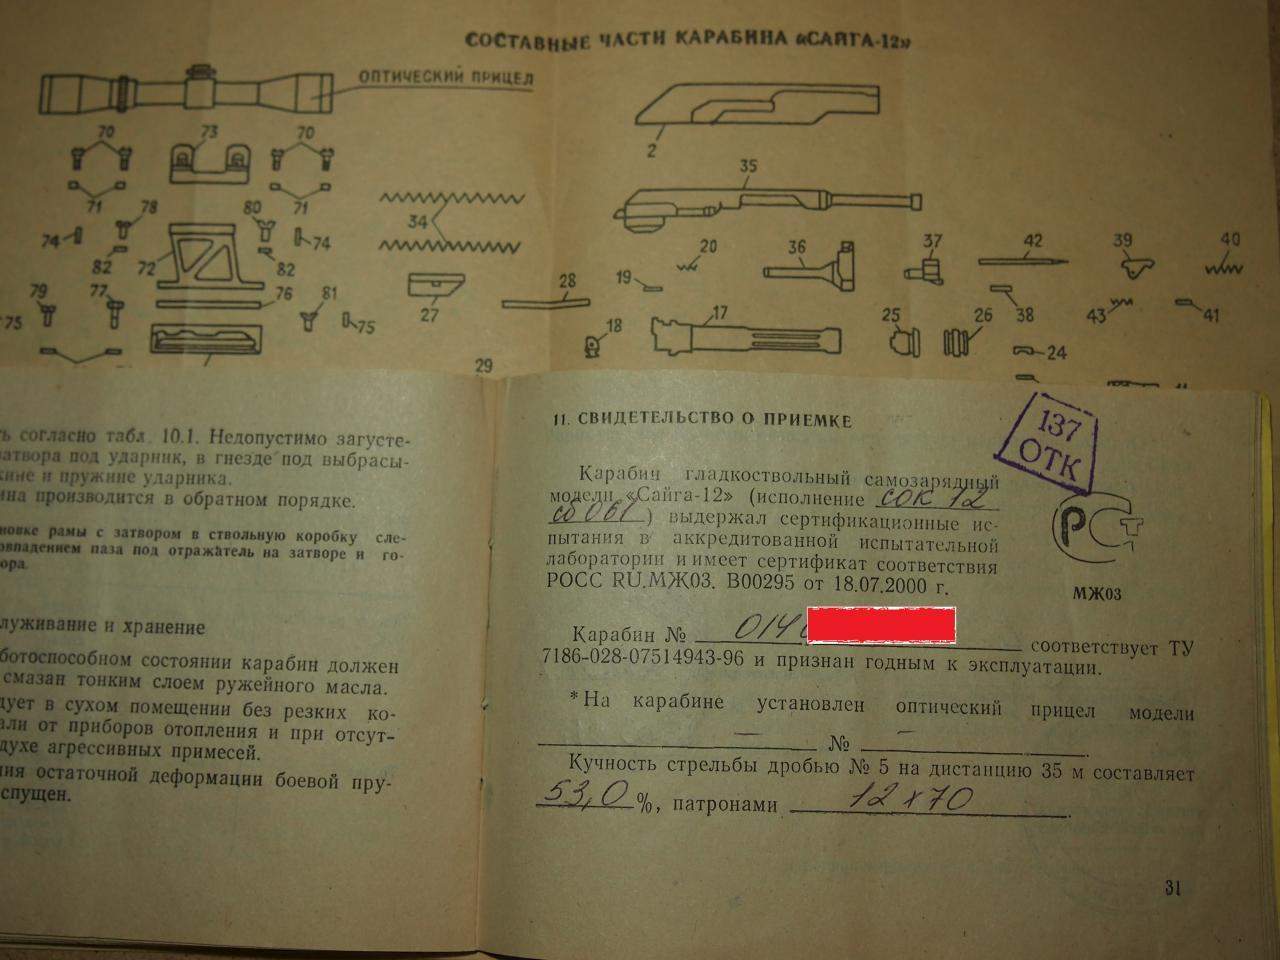 СОСТАВНЫЕ ЧАСТИ КАРАБИНА «САЙГА-12»
ОПТИЧЕСКИЙ ПРИЦЕЛ
70 73 70
2
35
71 78 80 71
34
74 82 72 82 74
20 36 37 42 39 40
19
79 77 76 81
27 28
38 43 41
75 75
18 17 25 26
24
29
ь согласно табл. 10.1. Недопустимо загусте-
атвора под ударник, в гнезде под выбрасы-
кине и пружине ударника.
на производится в обратном порядке.
новке рамы с затвором в ствольную коробку сле-
овпадением паза под отражатель на затворе и го-
ора.
луживание и хранение
ботоспособном состоянии карабин должен
смазан тонким слоем ружейного масла.
дует в сухом помещении без резких ко-
али от приборов отопления и при отсут-
духе агрессивных примесей.
ния остаточной деформации боевой пру-
спущен.
11. СВИДЕТЕЛЬСТВО О ПРИЕМКЕ
137
ОТК
Карабин гладкоствольный самозарядный
модели «Сайга-12» (исполнение СОК 12
сб 061) выдержал сертификационные ис-
пытания в аккредитованной испытательной
лаборатории и имеет сертификат соответствия
РОСС RU.МЖ03. В00295 от 18.07.2000 г.
РСТ
МЖ03
Карабин № 014 соответствует ТУ
7186-028-07514943-96 и признан годным к эксплуатации.
* На карабине установлен оптический прицел модели
— № —.
Кучность стрельбы дробью № 5 на дистанцию 35 м составляет
53,0 %, патронами 12х70.
31